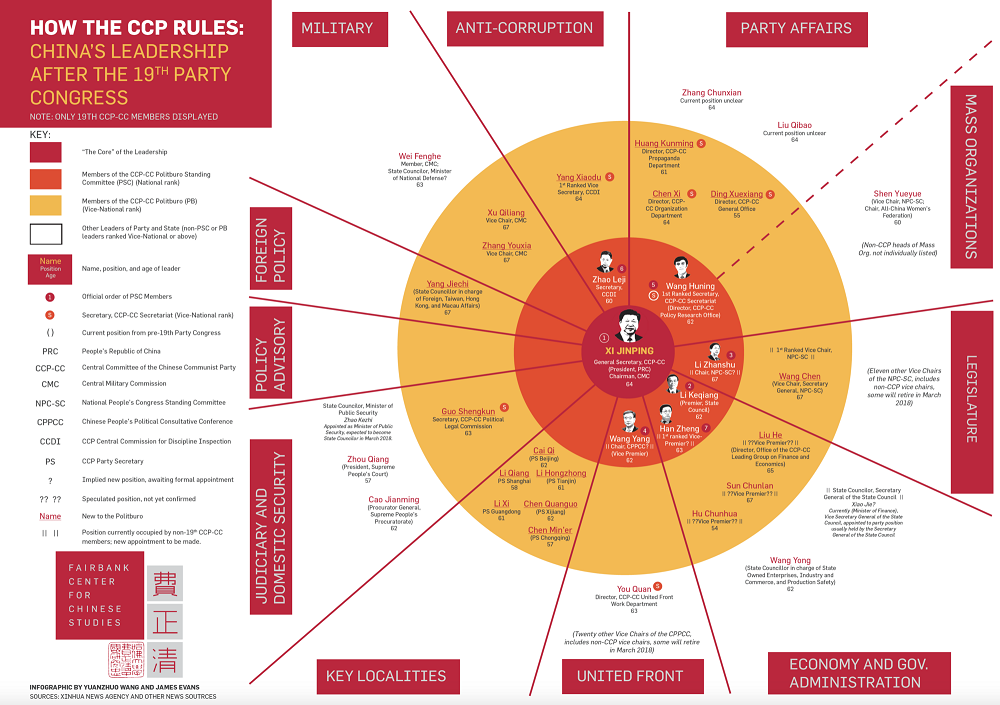 HOW THE CCP RULES:
CHINA'S LEADERSHIP
AFTER THE 19TH PARTY
CONGRESS
NOTE: ONLY 19TH CCP-CC MEMBERS DISPLAYED
KEY:
"The Core" of the Leadership
Members of the CCP-CC Politburo Standing
Committee (PSC) (National rank)
Members of the CCP-CC Politburo (PB)
(Vice-National rank)
Other Leaders of Party and State (non-PSC or PB
leaders ranked Vice-National or above)
Name
Position
Age
Name, position, and age of leader
1
Official order of PSC Members
S
Secretary, CCP-CC Secretariat (Vice-National rank)
( )
Current position from pre-19th Party Congress
PRC
People's Republic of China
CCP-CC
Central Committee of the Chinese Communist Party
CMC
Central Military Commission
NPC-SC
National People's Congress Standing Committee
CPPCC
Chinese People's Political Consultative Conference
CCDI
CCP Central Commission for Discipline Inspection
PS
CCP Party Secretary
?
Implied new position, awaiting formal appointment
?? ??
Speculated position, not yet confirmed
Name
New to the Politburo
|| ||
Position currently occupied by non-19th CCP-CC
members; new appointment to be made.
FAIRBANK
CENTER
FOR
CHINESE
STUDIES
費
正
清
INFOGRAPHIC BY YUANZHUO WANG AND JAMES EVANS
SOURCES: XINHUA NEWS AGENCY AND OTHER NEWS SOUTRCES
MILITARY
ANTI-CORRUPTION
PARTY AFFAIRS
MASS ORGANIZATIONS
LEGISLATURE
ECONOMY AND GOV.
ADMINISTRATION
UNITED FRONT
KEY LOCALITIES
JUDICIARY AND
DOMESTIC SECURITY
POLICY
ADVISORY
FOREIGN
POLICY
Wei Fenghe
Member, CMC;
State Councilor, Minister
of National Defense?
63
Xu Qiliang
Vice Chair, CMC
67
Zhang Youxia
Vice Chair, CMC
67
Yang Xiaodu S
1st Ranked Vice
Secretary, CCDI
64
Zhao Leji
6
Secretary,
CCDI
60
Zhang Chunxian
Current position unclear
64
Liu Qibao
Current position unlcear
64
Huang Kunming S
Director, CCP-CC
Propaganda
Department
61
Chen Xi S
Director, CCP-
CC Organization
Department
64
Ding Xuexiang S
Director, CCP-CC
General Office
55
5
S
Wang Huning
1st Ranked Secretary,
CCP-CC Secretariat
(Director, CCP-CC
Policy Research Office)
62
Shen Yueyue
(Vice Chair, NPC-SC;
Chair, All-China Women's
Federation)
60
(Non-CCP heads of Mass
Org. not individually listed)
1
XI JINPING
General Secretary, CCP-CC
(President, PRC)
Chairman, CMC
64
3
Li Zhanshu
|| Chair, NPC-SC? ||
67
|| 1st Ranked Vice Chair,
NPC-SC ||
Wang Chen
(Vice Chair, Secretary
General, NPC-SC)
67
(Eleven other Vice Chairs
of the NPC-SC, includes
non-CCP vice chairs,
some will retire in March
2018)
2
Li Keqiang
(Premier, State
Council)
62
Han Zheng 7
|| 1st ranked Vice-
Premier? ||
63
Liu He
|| ??Vice Premier?? ||
(Director, Office of the CCP-CC
Leading Group on Finance and
Economics)
65
Sun Chunlan
|| ??Vice Premier?? ||
67
Hu Chunhua
|| ??Vice Premier?? ||
54
|| State Councilor, Secretary
General of the State Council ||
Xiao Jie?
Currently (Minister of Finance),
Vice Secretary General of the State
Council, appointed to party position
usually held by the Secretary
General of the State Council
Wang Yong
(State Councillor in charge of State
Owned Enterprises, Industry and
Commerce, and Production Safety)
62
4
Wang Yang
|| Chair, CPPCC? ||
(Vice Premier)
62
You Quan S
Director, CCP-CC United Front
Work Department
63
(Twenty other Vice Chairs of the CPPCC,
includes non-CCP vice chairs, some will retire
in March 2018)
Cai Qi
(PS Beijing)
62
Li Qiang
PS Shanghai
58
Li Hongzhong
(PS Tianjin)
61
Li Xi
PS Guangdong
61
Chen Quanguo
(PS Xijiang)
62
Chen Min'er
(PS Chongqing)
57
Guo Shengkun S
Secretary, CCP-CC Political
Legal Commission
63
State Councilor, Minister of
Public Security
Zhao Kezhi
Appointed as Minister of Public
Security, expected to become
State Councilor in March 2018.
Zhou Qiang
(President, Supreme
People's Court)
57
Cao Jianming
(Procurator General,
Supreme People's
Procuratorate)
62
Yang Jiechi
(State Councillor in charge
of Foreign, Taiwan, Hong
Kong, and Macau Affairs)
67